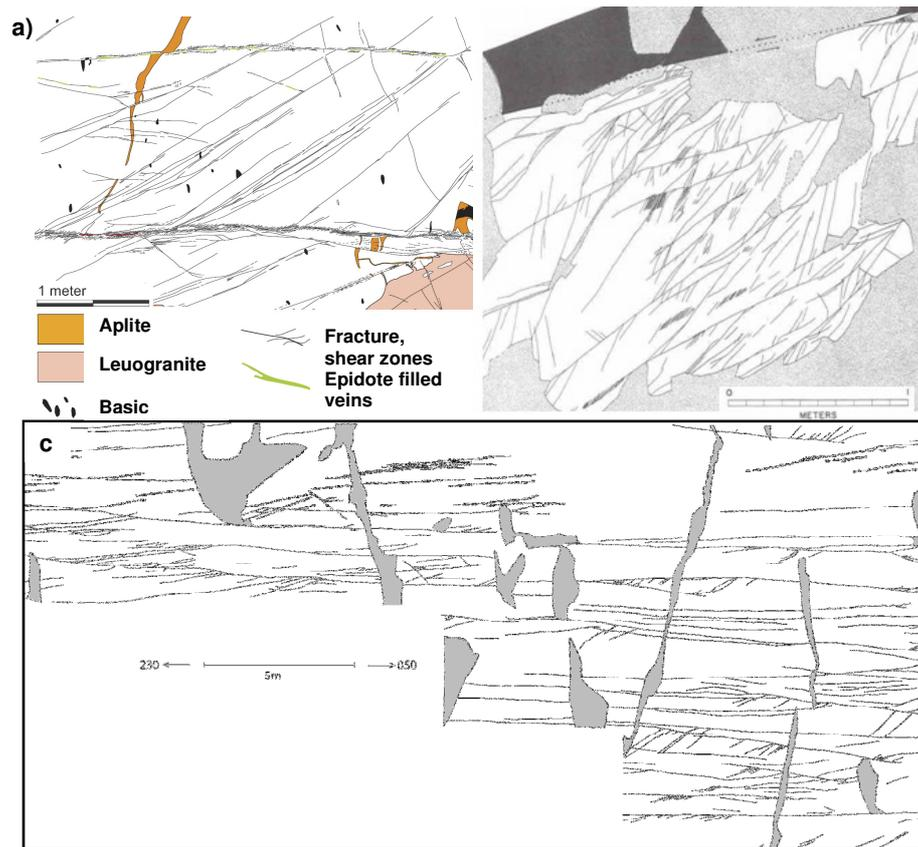 a)
1 meter
Aplite
Leuogranite
Basic
Fracture,
shear zones
Epidote filled
veins
0 1
METERS
c
230 050
5m